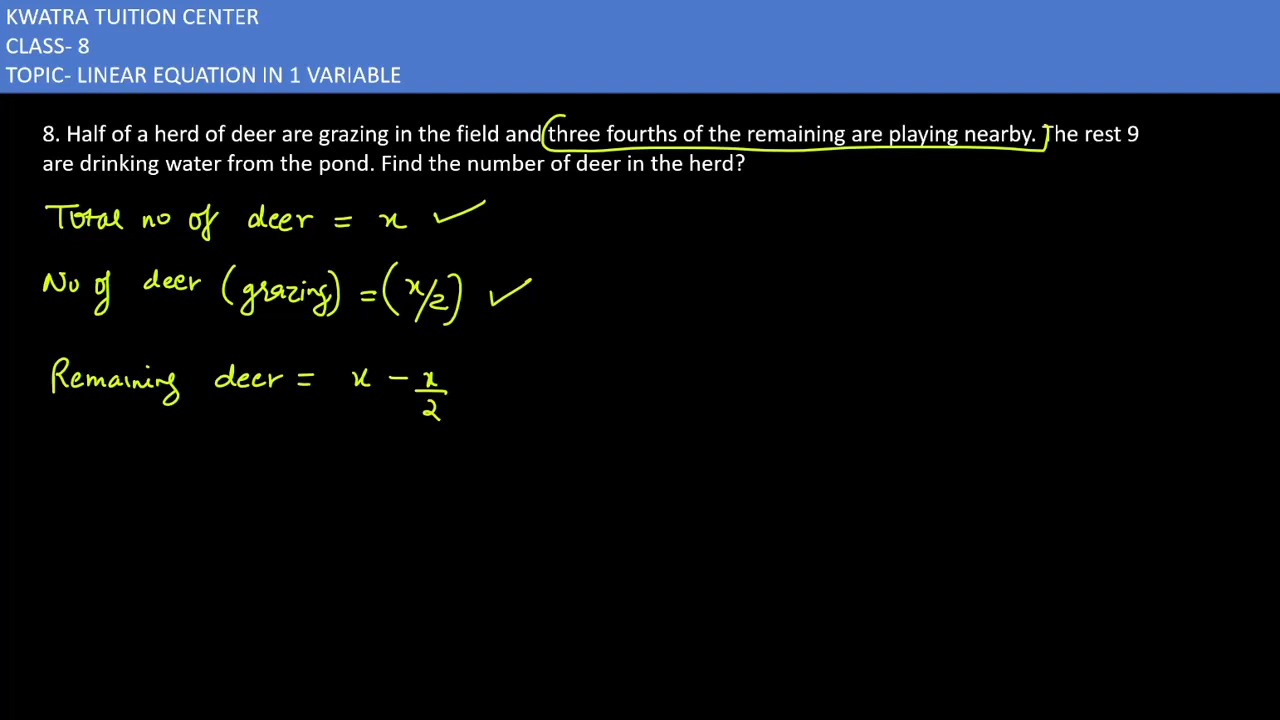 KWATRA TUITION CENTER
CLASS- 8
TOPIC- LINEAR EQUATION IN 1 VARIABLE
8. Half of a herd of deer are grazing in the field and three fourths of the remaining are playing nearby. The rest 9
are drinking water from the pond. Find the number of deer in the herd?
Total no of deer = x
No of deer (grazing) = (x/2)
Remaining deer = x - x/2